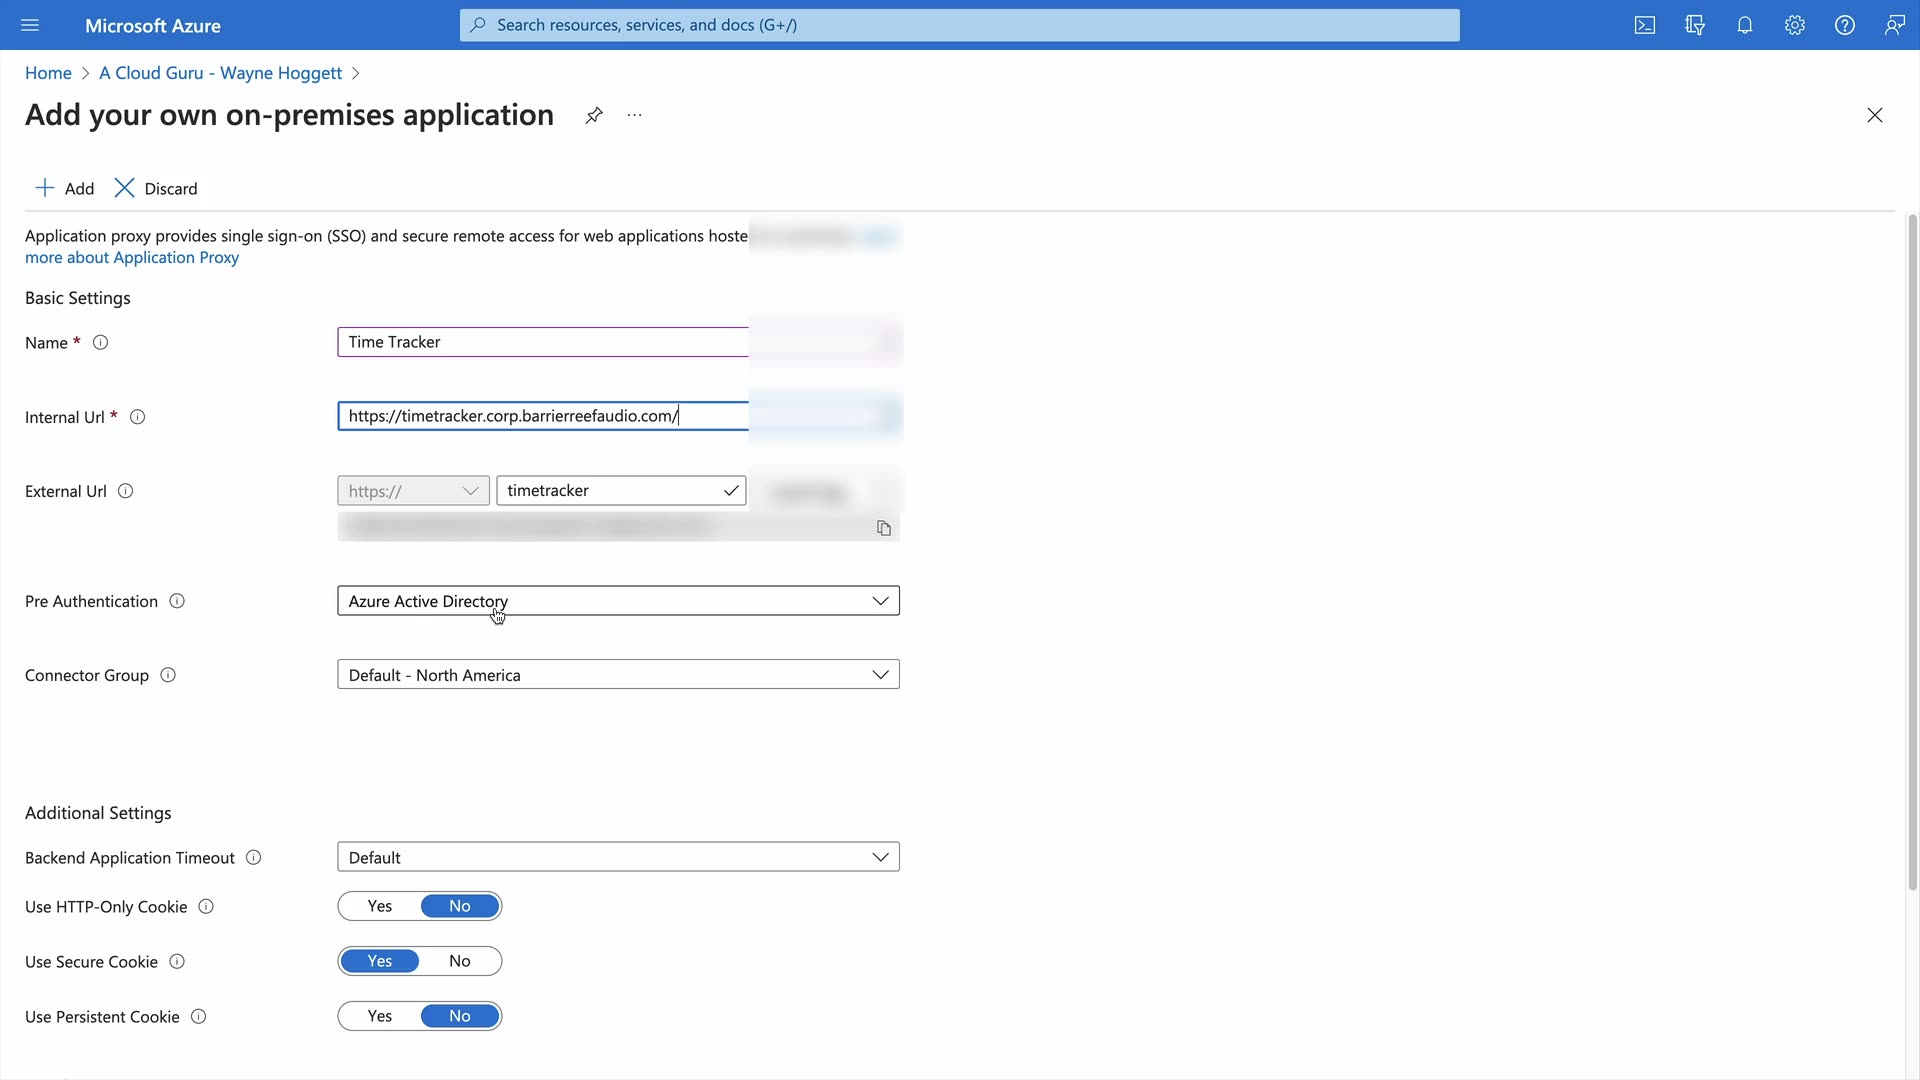 Microsoft Azure
Search resources, services, and docs (G+/)
Home > A Cloud Guru - Wayne Hoggett >
Add your own on-premises application
Add
Discard
Application proxy provides single sign-on (SSO) and secure remote access for web applications hoste
more about Application Proxy
Basic Settings
Name *
Time Tracker
Internal Url *
https://timetracker.corp.barrierreefaudio.com/
External Url
https://
timetracker
Pre Authentication
Azure Active Directory
Connector Group
Default - North America
Additional Settings
Backend Application Timeout
Default
Use HTTP-Only Cookie
Yes No
Use Secure Cookie
Yes No
Use Persistent Cookie
Yes No